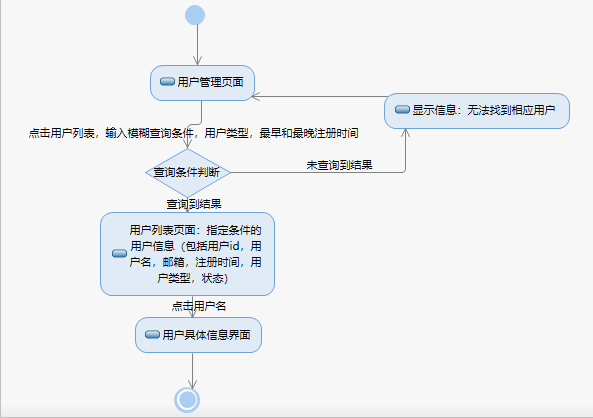 用户管理页面
显示信息：无法找到相应用户
点击用户列表，输入模糊查询条件，用户类型，最早和最晚注册时间
查询条件判断
未查询到结果
查询到结果
用户列表页面：指定条件的
用户信息（包括用户id，用
户名，邮箱，注册时间，用
户类型，状态）
点击用户名
用户具体信息界面